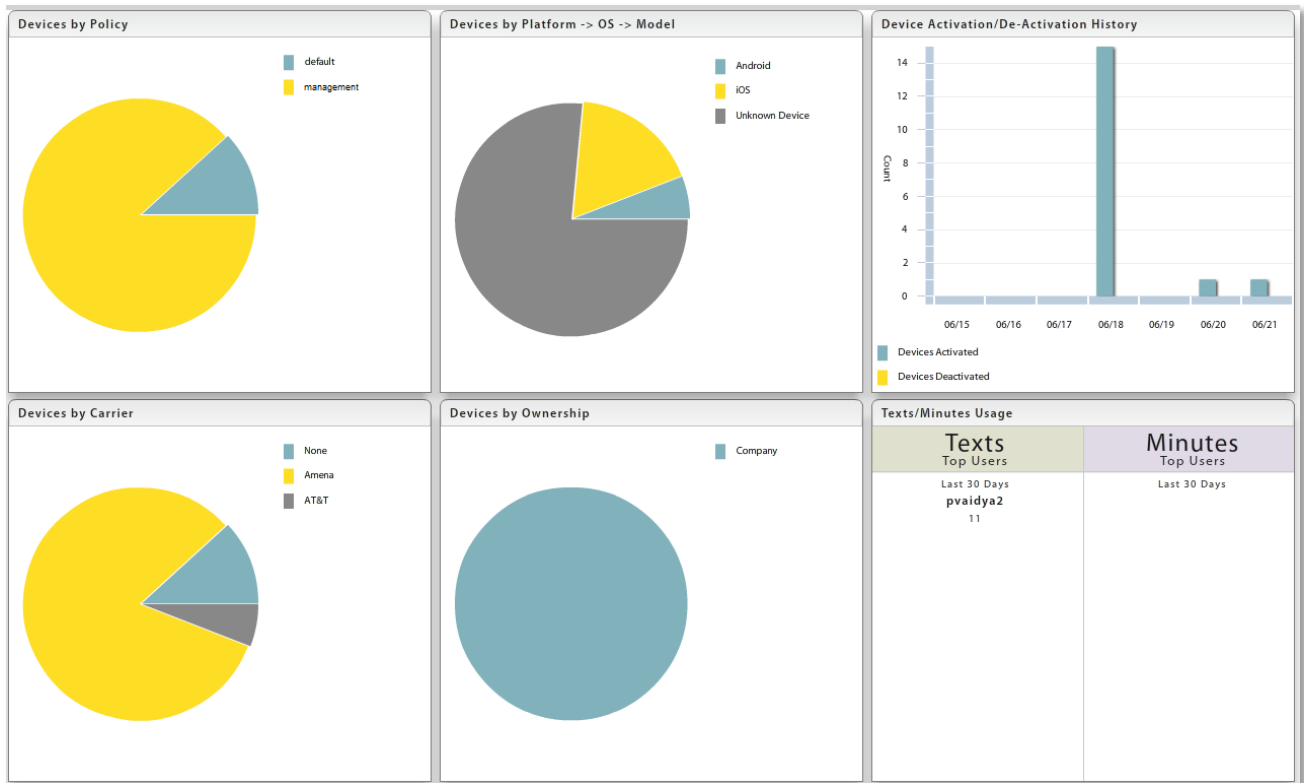 Devices by Policy
default
management
Devices by Platform -> OS -> Model
Android
iOS
Unknown Device
Device Activation/De-Activation History
14
12
10
8
6
4
2
0
Count
06/15 06/16 06/17 06/18 06/19 06/20 06/21
Devices Activated
Devices Deactivated
Devices by Carrier
None
Amena
AT&T
Devices by Ownership
Company
Texts/Minutes Usage
Texts
Top Users
Last 30 Days
pvaidya2
11
Minutes
Top Users
Last 30 Days